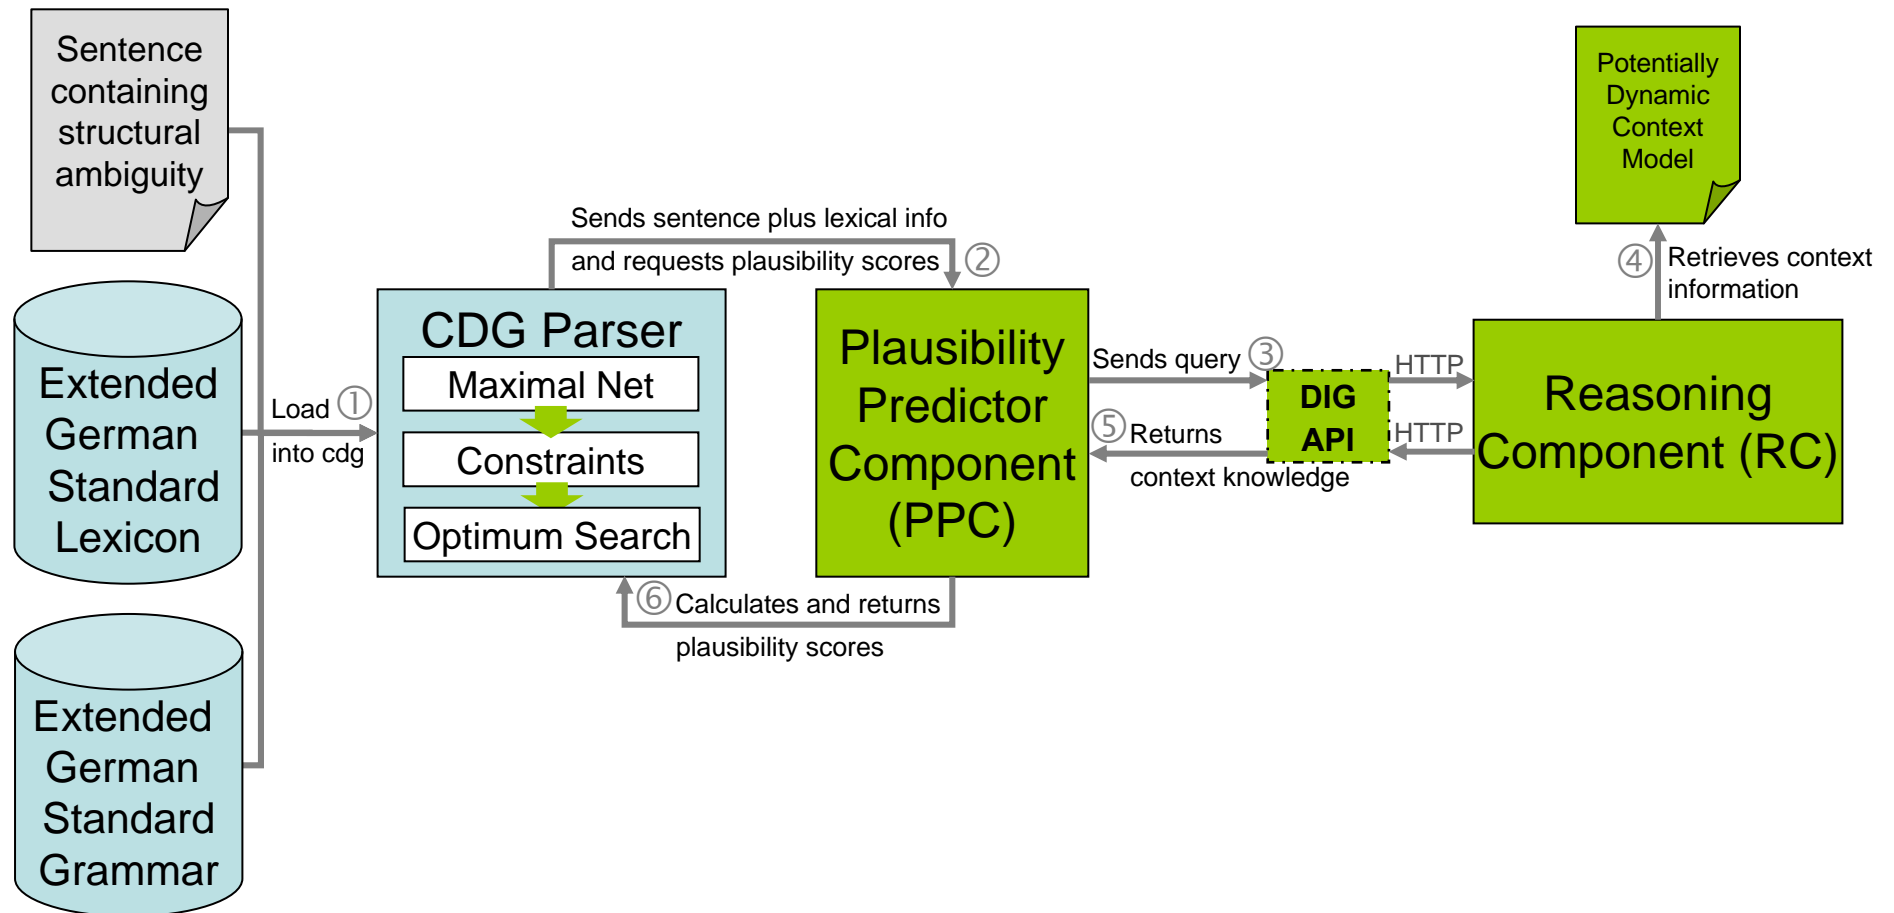 Sentence
containing
structural
ambiguity
Extended
German
Standard
Lexicon
Extended
German
Standard
Grammar
Load ①
into cdg
Sends sentence plus lexical info
and requests plausibility scores ②
CDG Parser
Maximal Net
Constraints
Optimum Search
⑥ Calculates and returns
plausibility scores
Plausibility
Predictor
Component
(PPC)
Sends query ③
⑤ Returns
context knowledge
DIG
API
HTTP
HTTP
Reasoning
Component (RC)
④ Retrieves context
information
Potentially
Dynamic
Context
Model